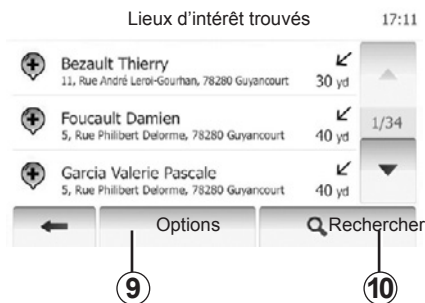 Lieux d'intérêt trouvés 17:11
Bezault Thierry
11, Rue André Leroi-Gourhan, 78280 Guyancourt 30 yd
Foucault Damien
5, Rue Philibert Delorme, 78280 Guyancourt 40 yd
1/34
Garcia Valerie Pascale
5, Rue Philibert Delorme, 78280 Guyancourt 40 yd
Options Rechercher
9 10